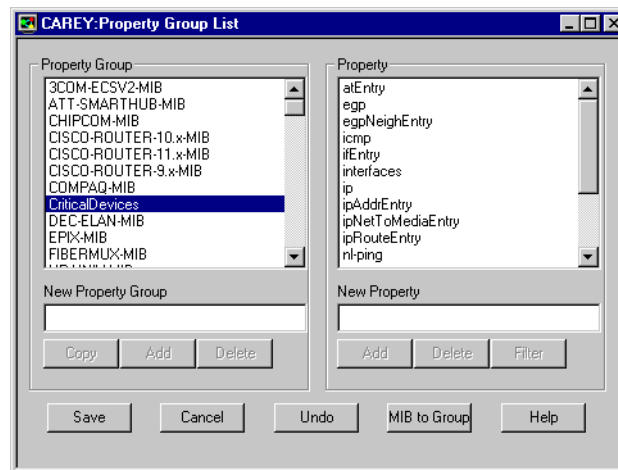 CAREY:Property Group List
Property Group
3COM-ECSV2-MIB
ATT-SMARTHUB-MIB
CHIPCOM-MIB
CISCO-ROUTER-10.x-MIB
CISCO-ROUTER-11.x-MIB
CISCO-ROUTER-9.x-MIB
COMPAQ-MIB
CriticalDevices
DEC-ELAN-MIB
EPIX-MIB
FIBERMUX-MIB
New Property Group
Copy Add Delete
Property
atEntry
egp
egpNeighEntry
icmp
ifEntry
interfaces
ip
ipAddrEntry
ipNetToMediaEntry
ipRouteEntry
nl-ping
New Property
Add Delete Filter
Save Cancel Undo MIB to Group Help